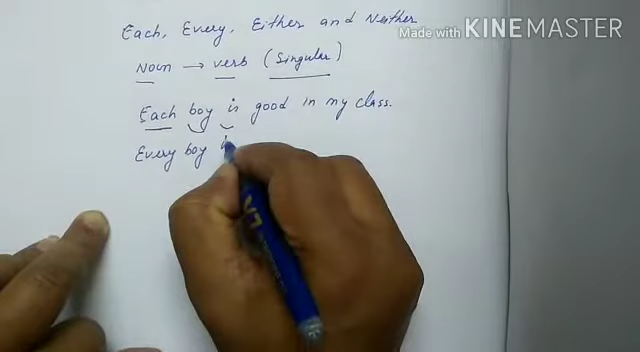 Each, Every, Either and Neither
Made with KINEMASTER
Noun → verb (Singular)
Each boy is good in my class.
Every boy